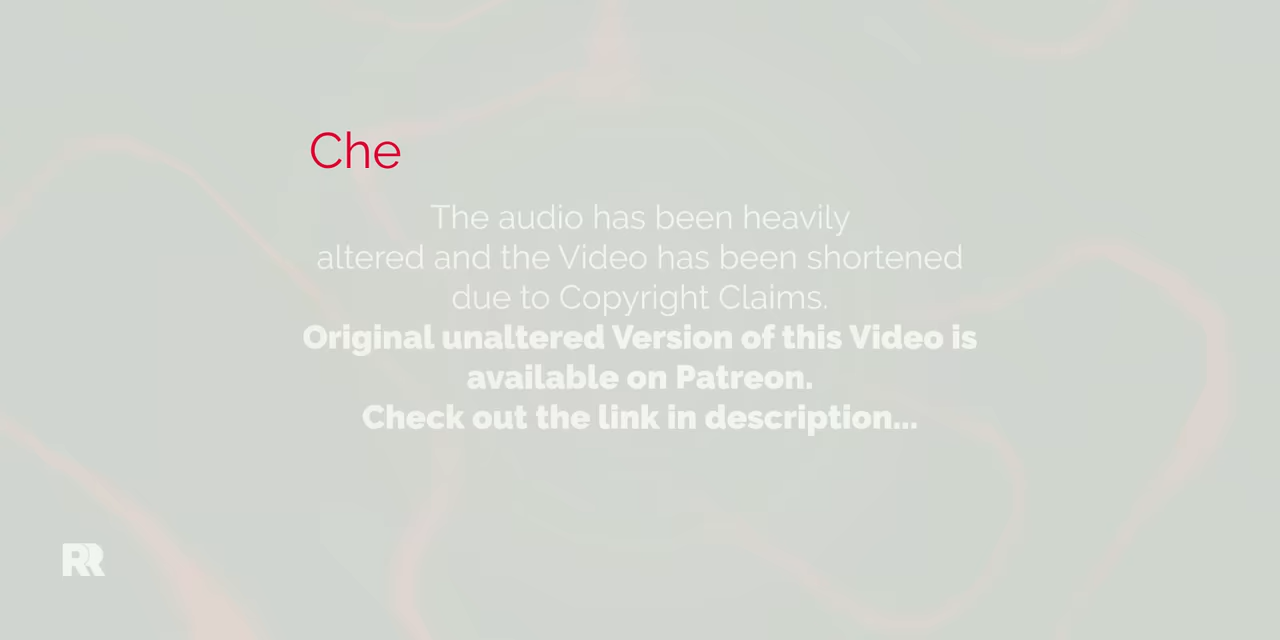 Che
The audio has been heavily
altered and the Video has been shortened
due to Copyright Claims.
Original unaltered Version of this Video is
available on Patreon.
Check out the link in description...
RR